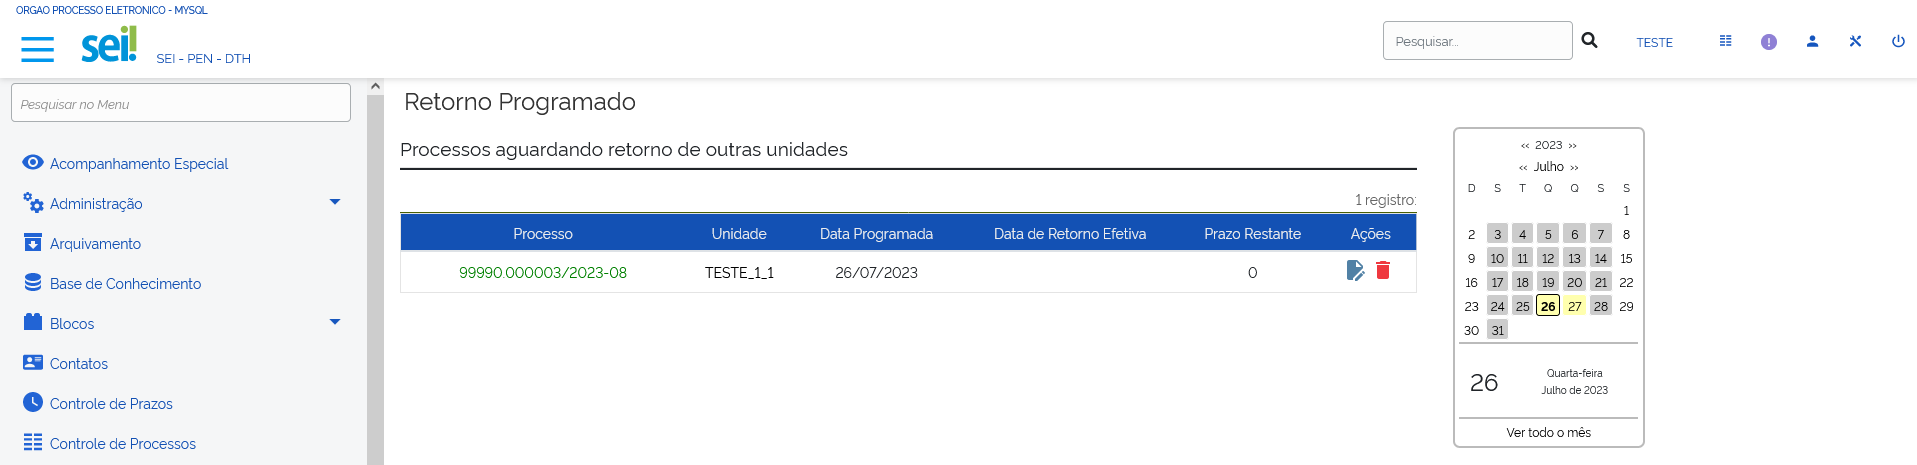 ORGAO PROCESSO ELETRONICO - MYSQL
sei!
SEI - PEN - DTH
Pesquisar...
TESTE
Pesquisar no Menu
Acompanhamento Especial
Administração
Arquivamento
Base de Conhecimento
Blocos
Contatos
Controle de Prazos
Controle de Processos
Retorno Programado
Processos aguardando retorno de outras unidades
1 registro:
Processo Unidade Data Programada Data de Retorno Efetiva Prazo Restante Ações
99990.000003/2023-08 TESTE_1_1 26/07/2023 0
‹‹ 2023 ››
‹‹ Julho ››
D S T Q Q S S
1
2 3 4 5 6 7 8
9 10 11 12 13 14 15
16 17 18 19 20 21 22
23 24 25 26 27 28 29
30 31
26
Quarta-feira
Julho de 2023
Ver todo o mês